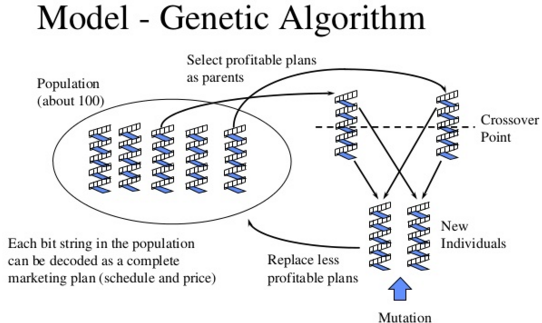 Model - Genetic Algorithm
Select profitable plans
as parents
Population
(about 100)
Crossover
Point
New
Individuals
Each bit string in the population
can be decoded as a complete
marketing plan (schedule and price)
Replace less
profitable plans
Mutation